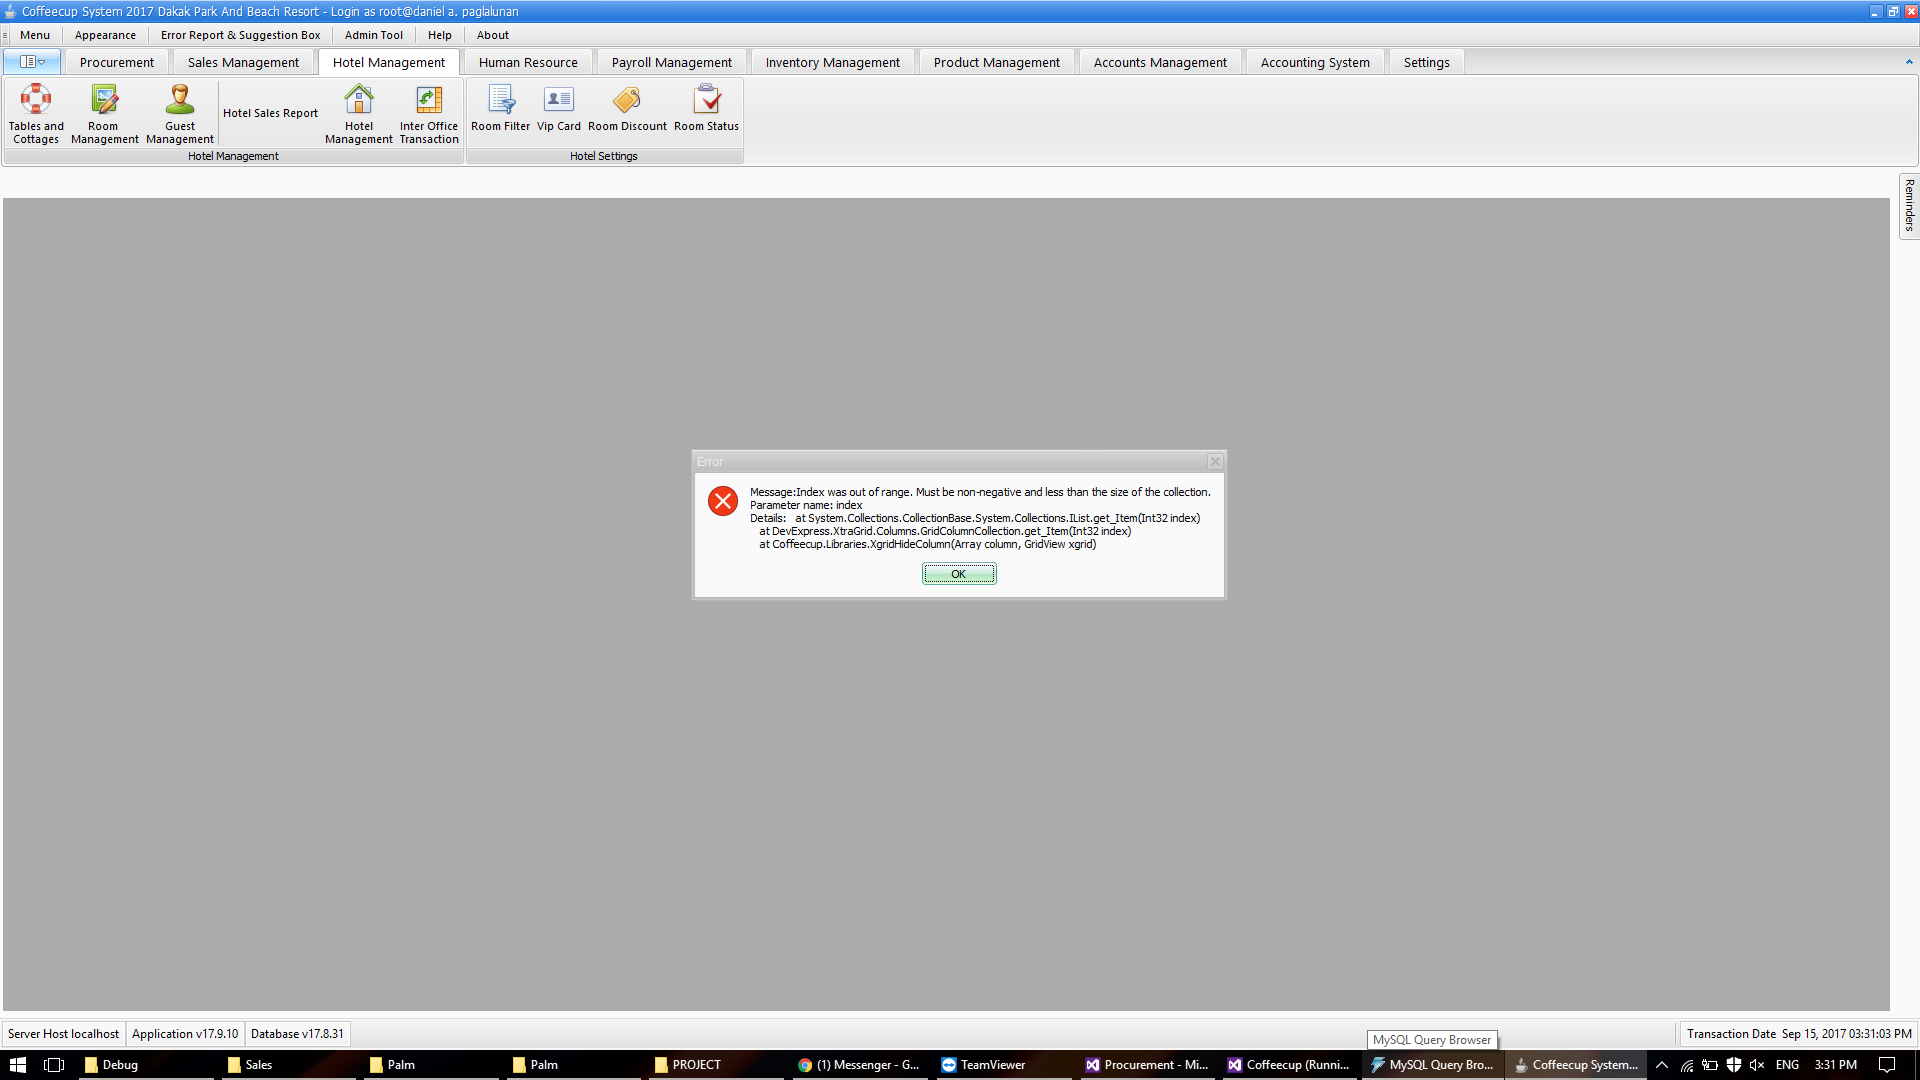 Coffeecup System 2017 Dakak Park And Beach Resort - Login as root@daniel a. paglalunan
Menu Appearance Error Report & Suggestion Box Admin Tool Help About
Procurement Sales Management Hotel Management Human Resource Payroll Management Inventory Management Product Management Accounts Management Accounting System Settings
Tables and Cottages
Room Management
Guest Management
Hotel Sales Report
Hotel Management
Inter Office Transaction
Room Filter
Vip Card
Room Discount
Room Status
Hotel Management
Hotel Settings
Reminders
Error
Message:Index was out of range. Must be non-negative and less than the size of the collection.
Parameter name: index
Details: at System.Collections.CollectionBase.System.Collections.IList.get_Item(Int32 index)
at DevExpress.XtraGrid.Columns.GridColumnCollection.get_Item(Int32 index)
at Coffeecup.Libraries.XgridHideColumn(Array column, GridView xgrid)
OK
Server Host localhost Application v17.9.10 Database v17.8.31
MySQL Query Browser
Transaction Date Sep 15, 2017 03:31:03 PM
Debug Sales Palm Palm PROJECT (1) Messenger - G... TeamViewer Procurement - Mi... Coffeecup (Runni... MySQL Query Bro... Coffeecup System... ENG 3:31 PM